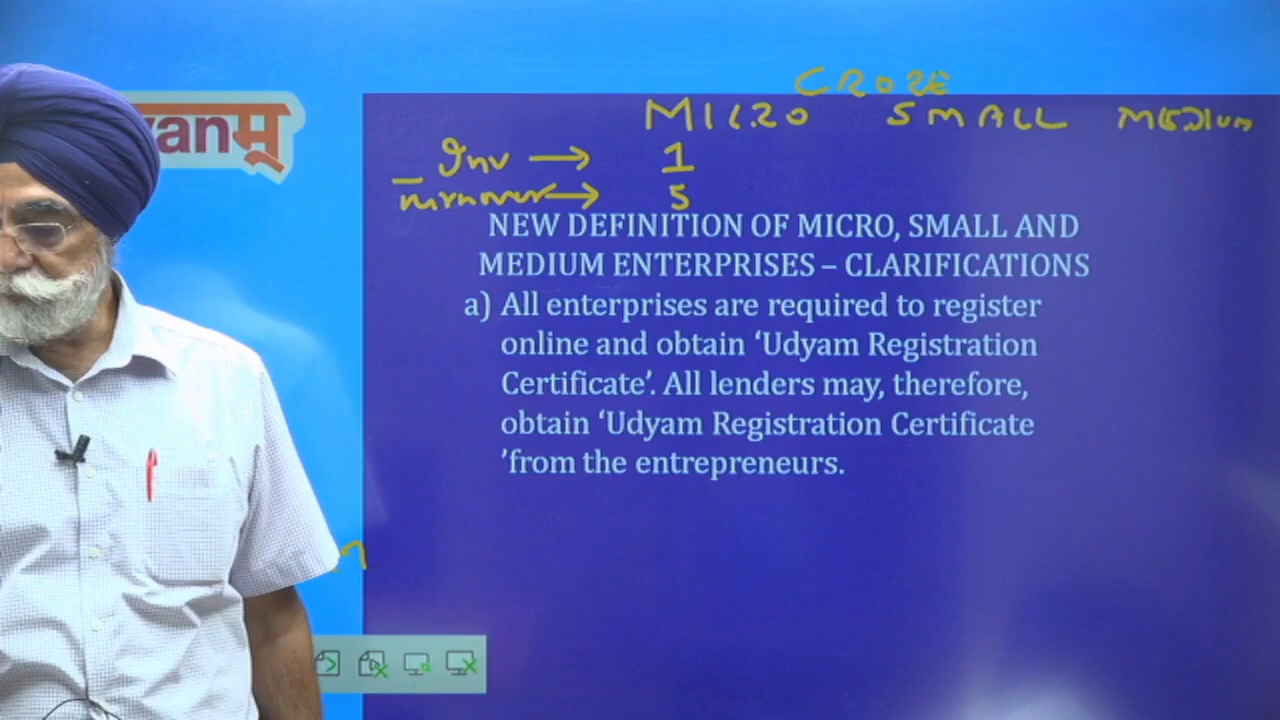 CRORE
MICRO SMALL MEDIUM
Inv → 1
Turnover → 5
yanमू
NEW DEFINITION OF MICRO, SMALL AND
MEDIUM ENTERPRISES – CLARIFICATIONS
a) All enterprises are required to register
online and obtain ‘Udyam Registration
Certificate’. All lenders may, therefore,
obtain ‘Udyam Registration Certificate
’from the entrepreneurs.